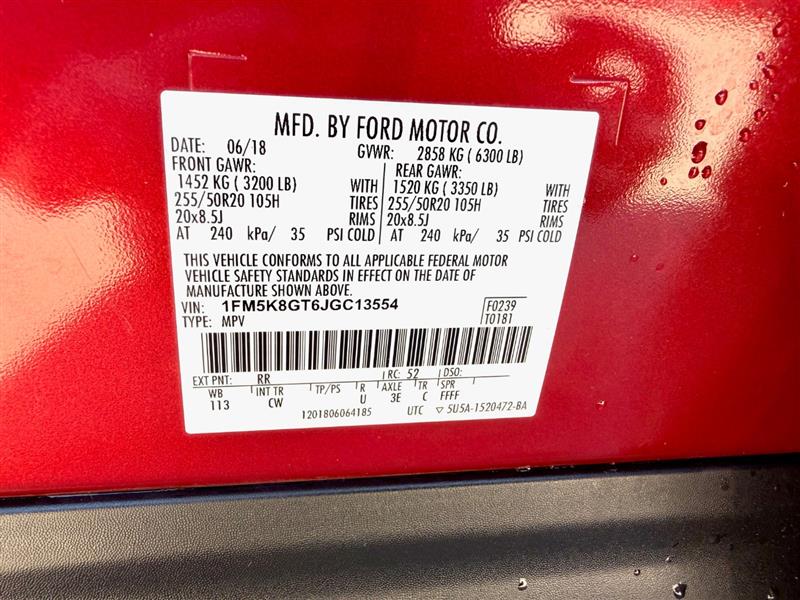 MFD. BY FORD MOTOR CO.
DATE: 06/18 GVWR: 2858 KG ( 6300 LB)
FRONT GAWR: REAR GAWR:
1452 KG ( 3200 LB) WITH 1520 KG ( 3350 LB) WITH
255/50R20 105H TIRES 255/50R20 105H TIRES
20x8.5J RIMS 20x8.5J RIMS
AT 240 kPa/ 35 PSI COLD AT 240 kPa/ 35 PSI COLD
THIS VEHICLE CONFORMS TO ALL APPLICABLE FEDERAL MOTOR
VEHICLE SAFETY STANDARDS IN EFFECT ON THE DATE OF
MANUFACTURE SHOWN ABOVE.
VIN: 1FM5K8GT6JGC13554 F0239
TYPE: MPV T0181
EXT PNT: RR RC: 52 DSO:
WB INT TR TP/PS R AXLE TR SPR
113 CW U 3E C FFFF
1201806064185 UTC ▽ 5U5A-1520472-BA